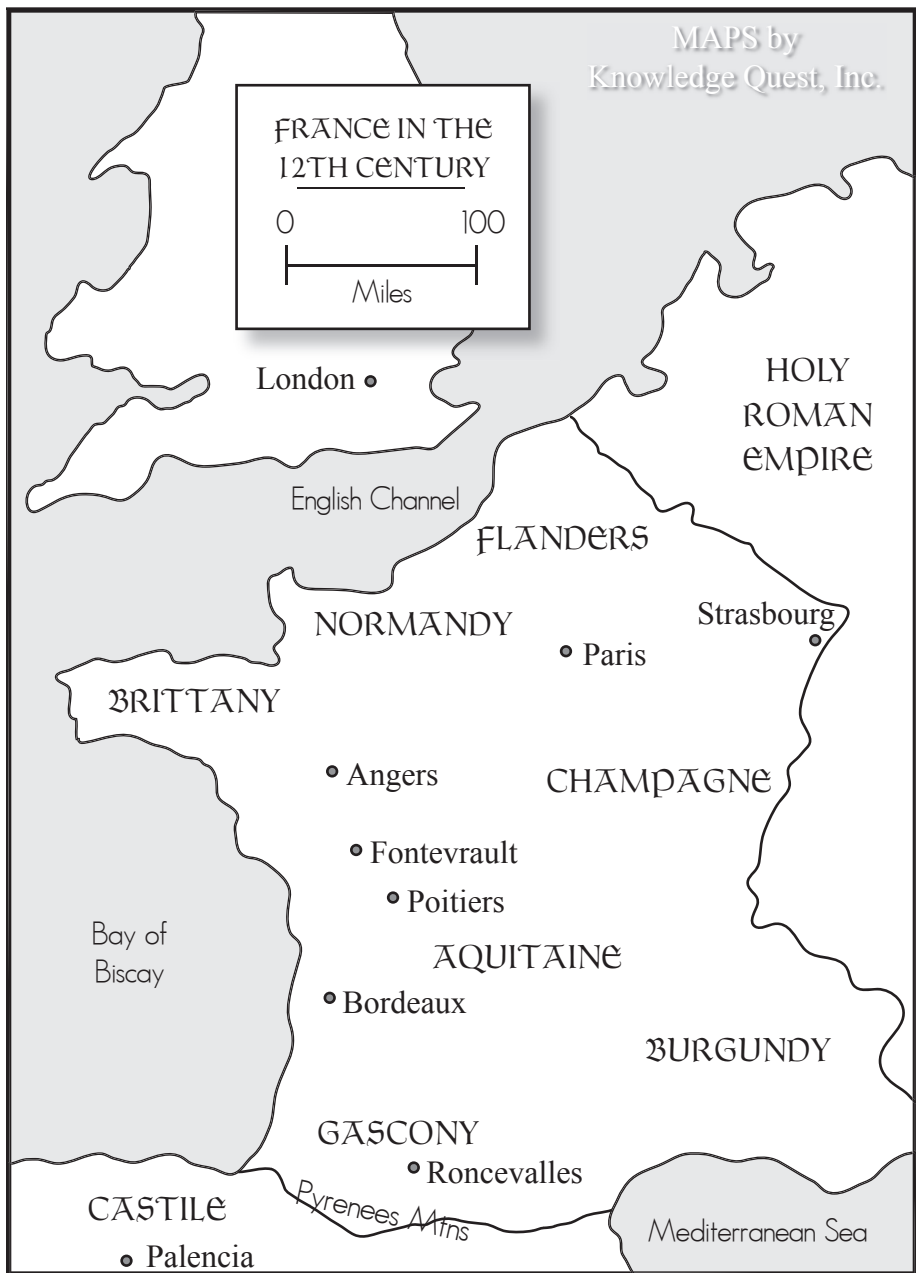 MAPS by
Knowledge Quest, Inc.
FRANCE IN THE
12TH CENTURY
0 100
Miles
London
HOLY
ROMAN
EMPIRE
English Channel
FLANDERS
NORMANDY
Strasbourg
Paris
BRITTANY
Angers
CHAMPAGNE
Fontevrault
Poitiers
Bay of
Biscay
AQUITAINE
Bordeaux
BURGUNDY
GASCONY
Roncevalles
Pyrenees Mtns
CASTILE
Mediterranean Sea
Palencia